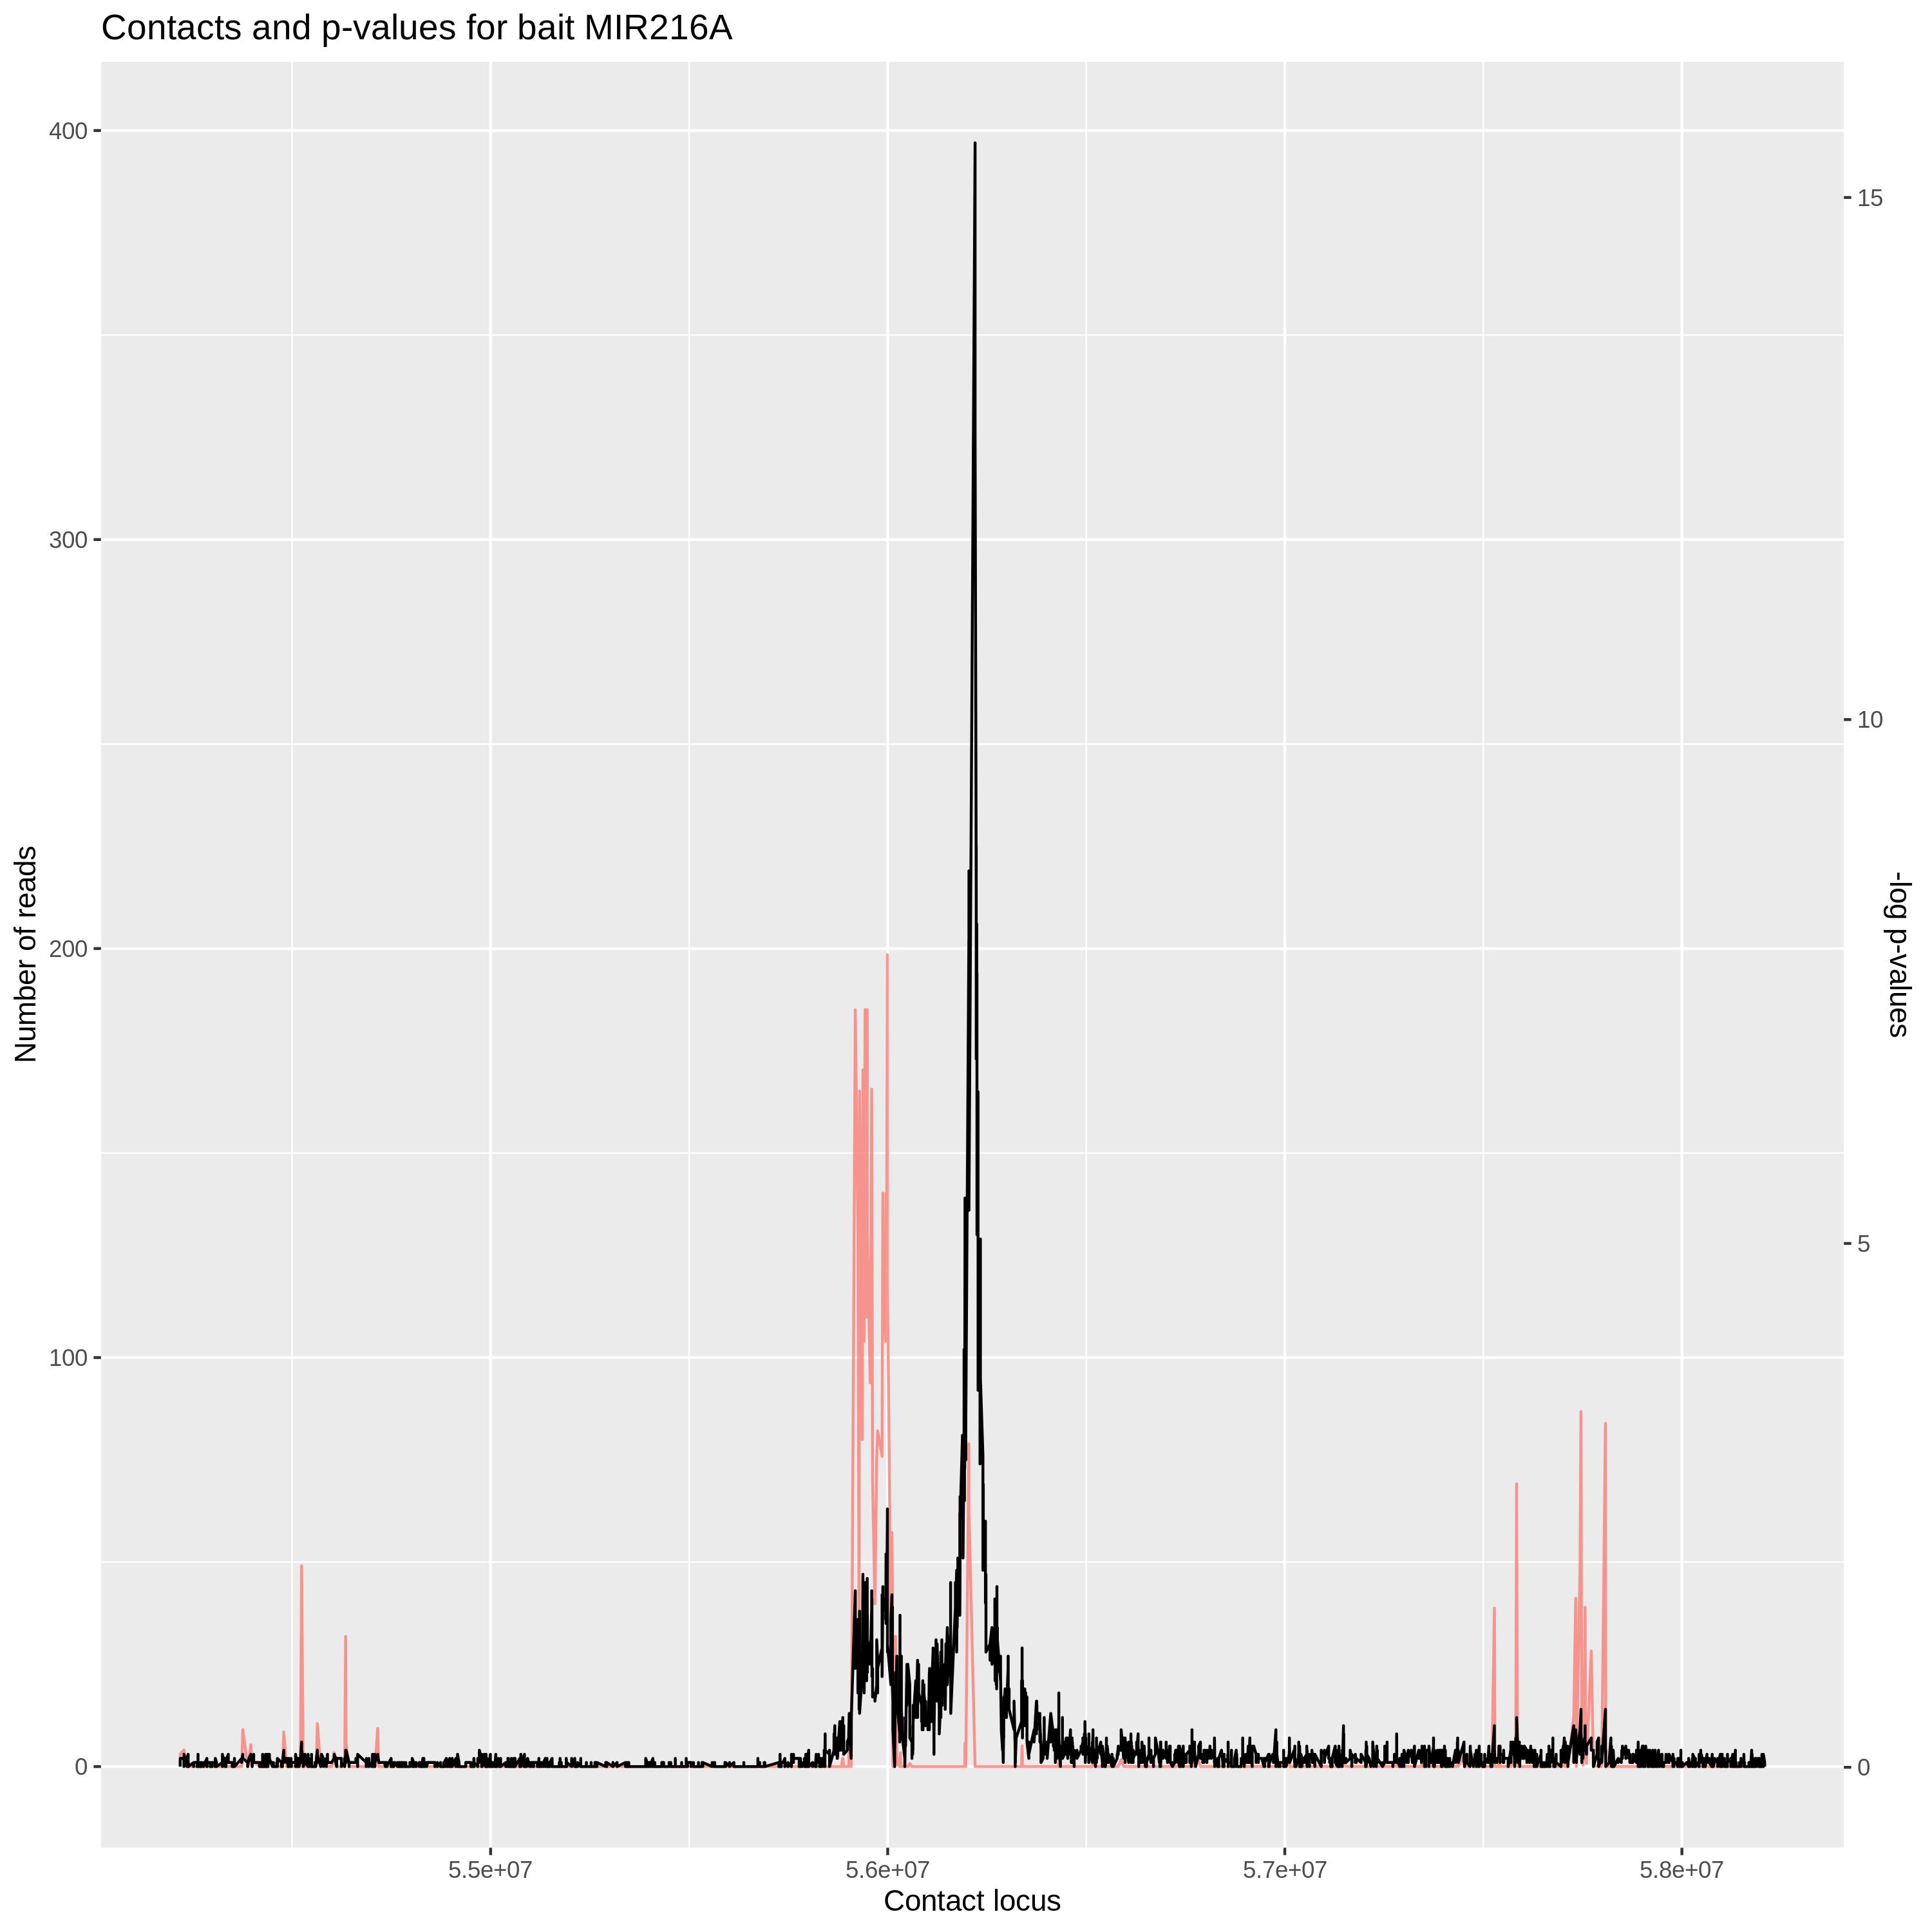 Contacts and p-values for bait MIR216A
400
300
200
100
0
Number of reads
15
10
5
0
-log p-values
5.5e+07
5.6e+07
5.7e+07
5.8e+07
Contact locus